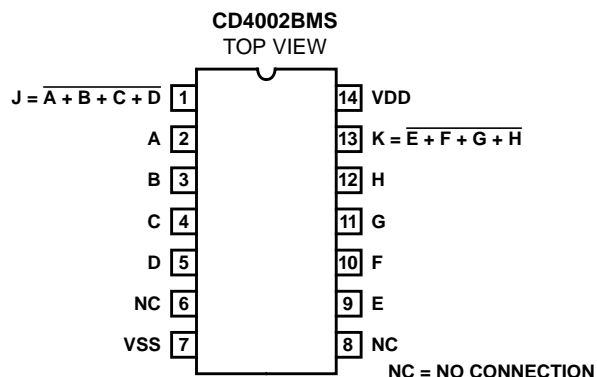 CD4002BMS
TOP VIEW
J = A + B + C + D 1
14 VDD
A 2
13 K = E + F + G + H
B 3
12 H
C 4
11 G
D 5
10 F
NC 6
9 E
VSS 7
8 NC
NC = NO CONNECTION